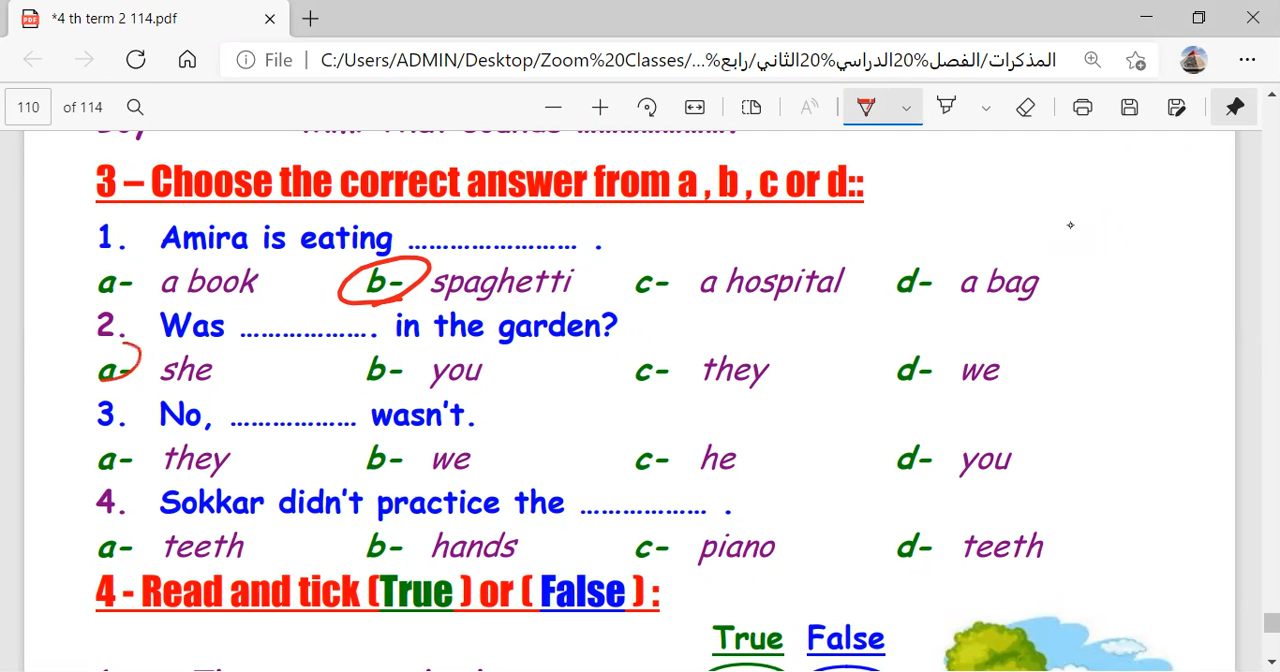 *4 th term 2 114.pdf
File | C:/Users/ADMIN/Desktop/Zoom%20Classes/المذكرات/الفصل%20الدراسي%20الثاني/رابع%...
110 of 114
3 – Choose the correct answer from a , b , c or d::
1. Amira is eating ........................ .
a- a book b- spaghetti c- a hospital d- a bag
2. Was ................... in the garden?
a- she b- you c- they d- we
3. No, .................. wasn't.
a- they b- we c- he d- you
4. Sokkar didn't practice the .................. .
a- teeth b- hands c- piano d- teeth
4 - Read and tick (True ) or ( False ) :
True False